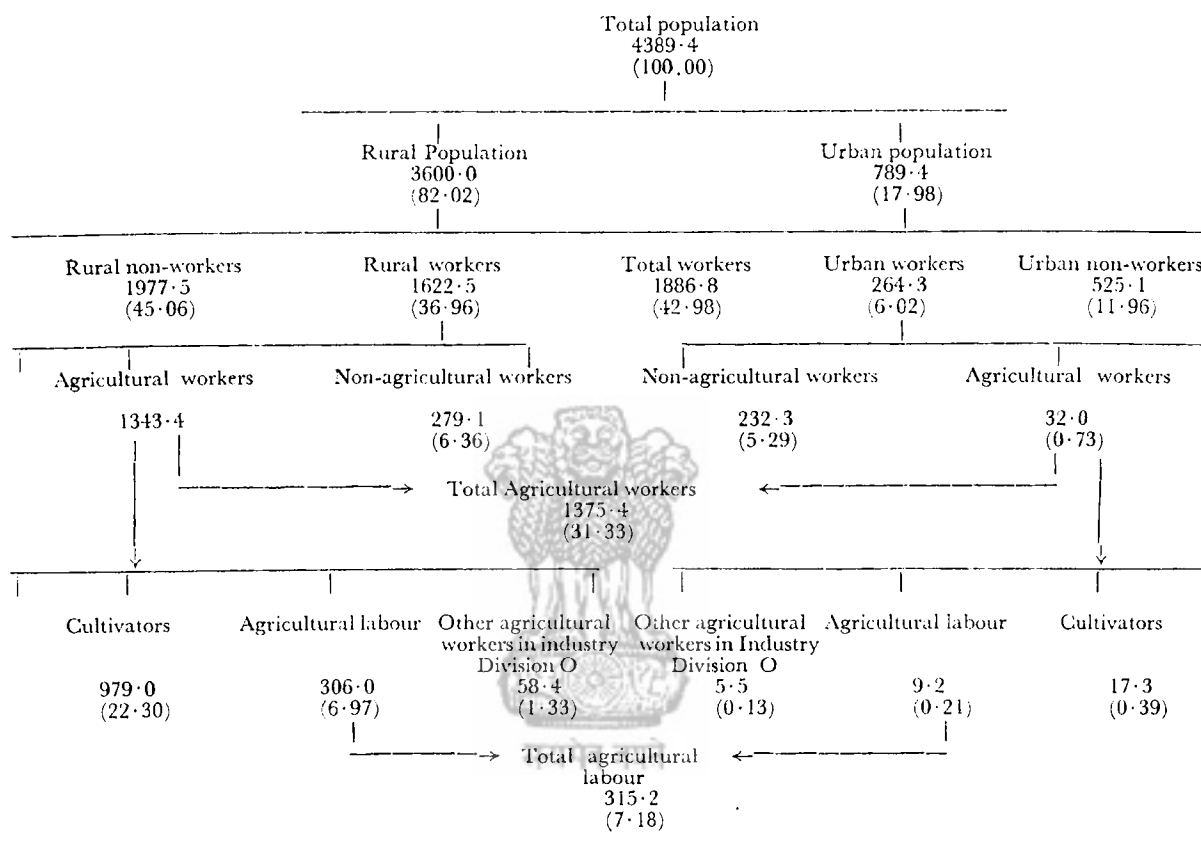 Total population
4389·4
(100.00)
Rural Population
3600·0
(82·02)
Urban population
789·4
(17·98)
Rural non-workers
1977·5
(45·06)
Rural workers
1622·5
(36·96)
Total workers
1886·8
(42·98)
Urban workers
264·3
(6·02)
Urban non-workers
525·1
(11·96)
Agricultural workers
1343·4
Non-agricultural workers
279·1
(6·36)
Non-agricultural workers
232·3
(5·29)
Agricultural workers
32·0
(0·73)
Total Agricultural workers
1375·4
(31·33)
Cultivators
979·0
(22·30)
Agricultural labour
306·0
(6·97)
Other agricultural
workers in industry
Division O
58·4
(1·33)
Other agricultural
workers in Industry
Division O
5·5
(0·13)
Agricultural labour
9·2
(0·21)
Cultivators
17·3
(0·39)
Total agricultural
labour
315·2
(7·18)
सत्यमेव जयते